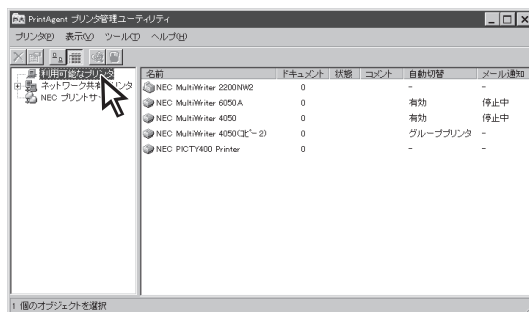 PrintAgent プリンタ管理ユーティリティ
プリンタ(P) 表示(V) ツール(T) ヘルプ(H)
利用可能なプリンタ
ネットワーク共有プリンタ
NEC プリントサ
名前 ドキュメント 状態 コメント 自動切替 メール通知
NEC MultiWriter 2200NW2 0 - -
NEC MultiWriter 6050A 0 有効 停止中
NEC MultiWriter 4050 0 有効 停止中
NEC MultiWriter 4050(コピー 2) 0 グループプリンタ -
NEC PICTY400 Printer 0 - -
1 個のオブジェクトを選択